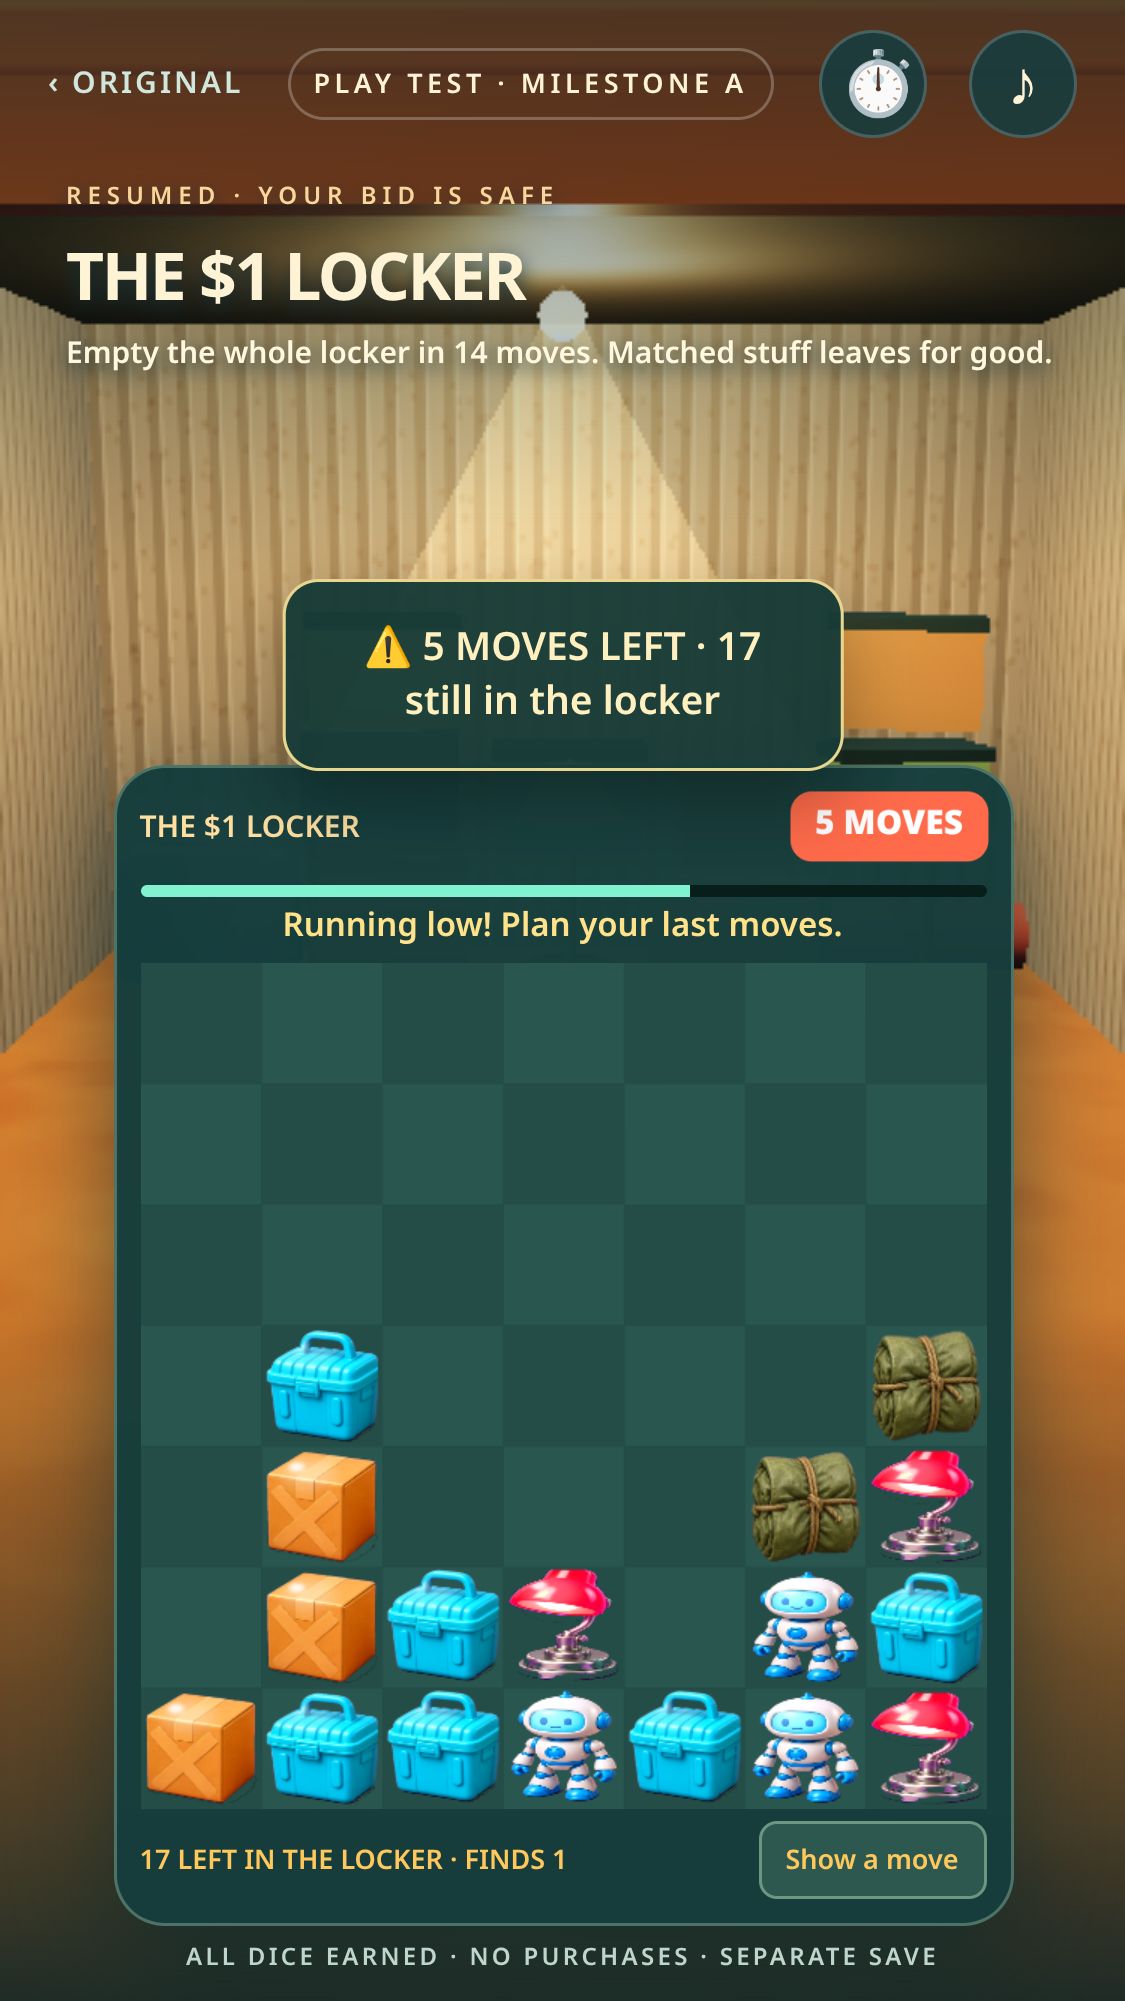 ‹ ORIGINAL
PLAY TEST · MILESTONE A
RESUMED · YOUR BID IS SAFE
THE $1 LOCKER
Empty the whole locker in 14 moves. Matched stuff leaves for good.
⚠️ 5 MOVES LEFT · 17
still in the locker
THE $1 LOCKER
5 MOVES
Running low! Plan your last moves.
17 LEFT IN THE LOCKER · FINDS 1
Show a move
ALL DICE EARNED · NO PURCHASES · SEPARATE SAVE